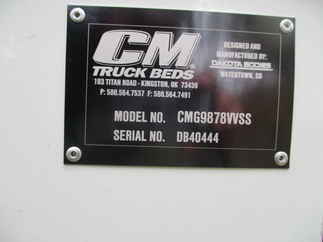 CM
TRUCK BEDS
103 TITAN ROAD - KINGSTON, OK 73439
P: 580.564.7537 F: 580.564.7491
DESIGNED AND
MANUFACTURED BY:
DAKOTA BODIES
WATERTOWN, SD
MODEL NO. CMG9878VVSS
SERIAL NO. DB40444